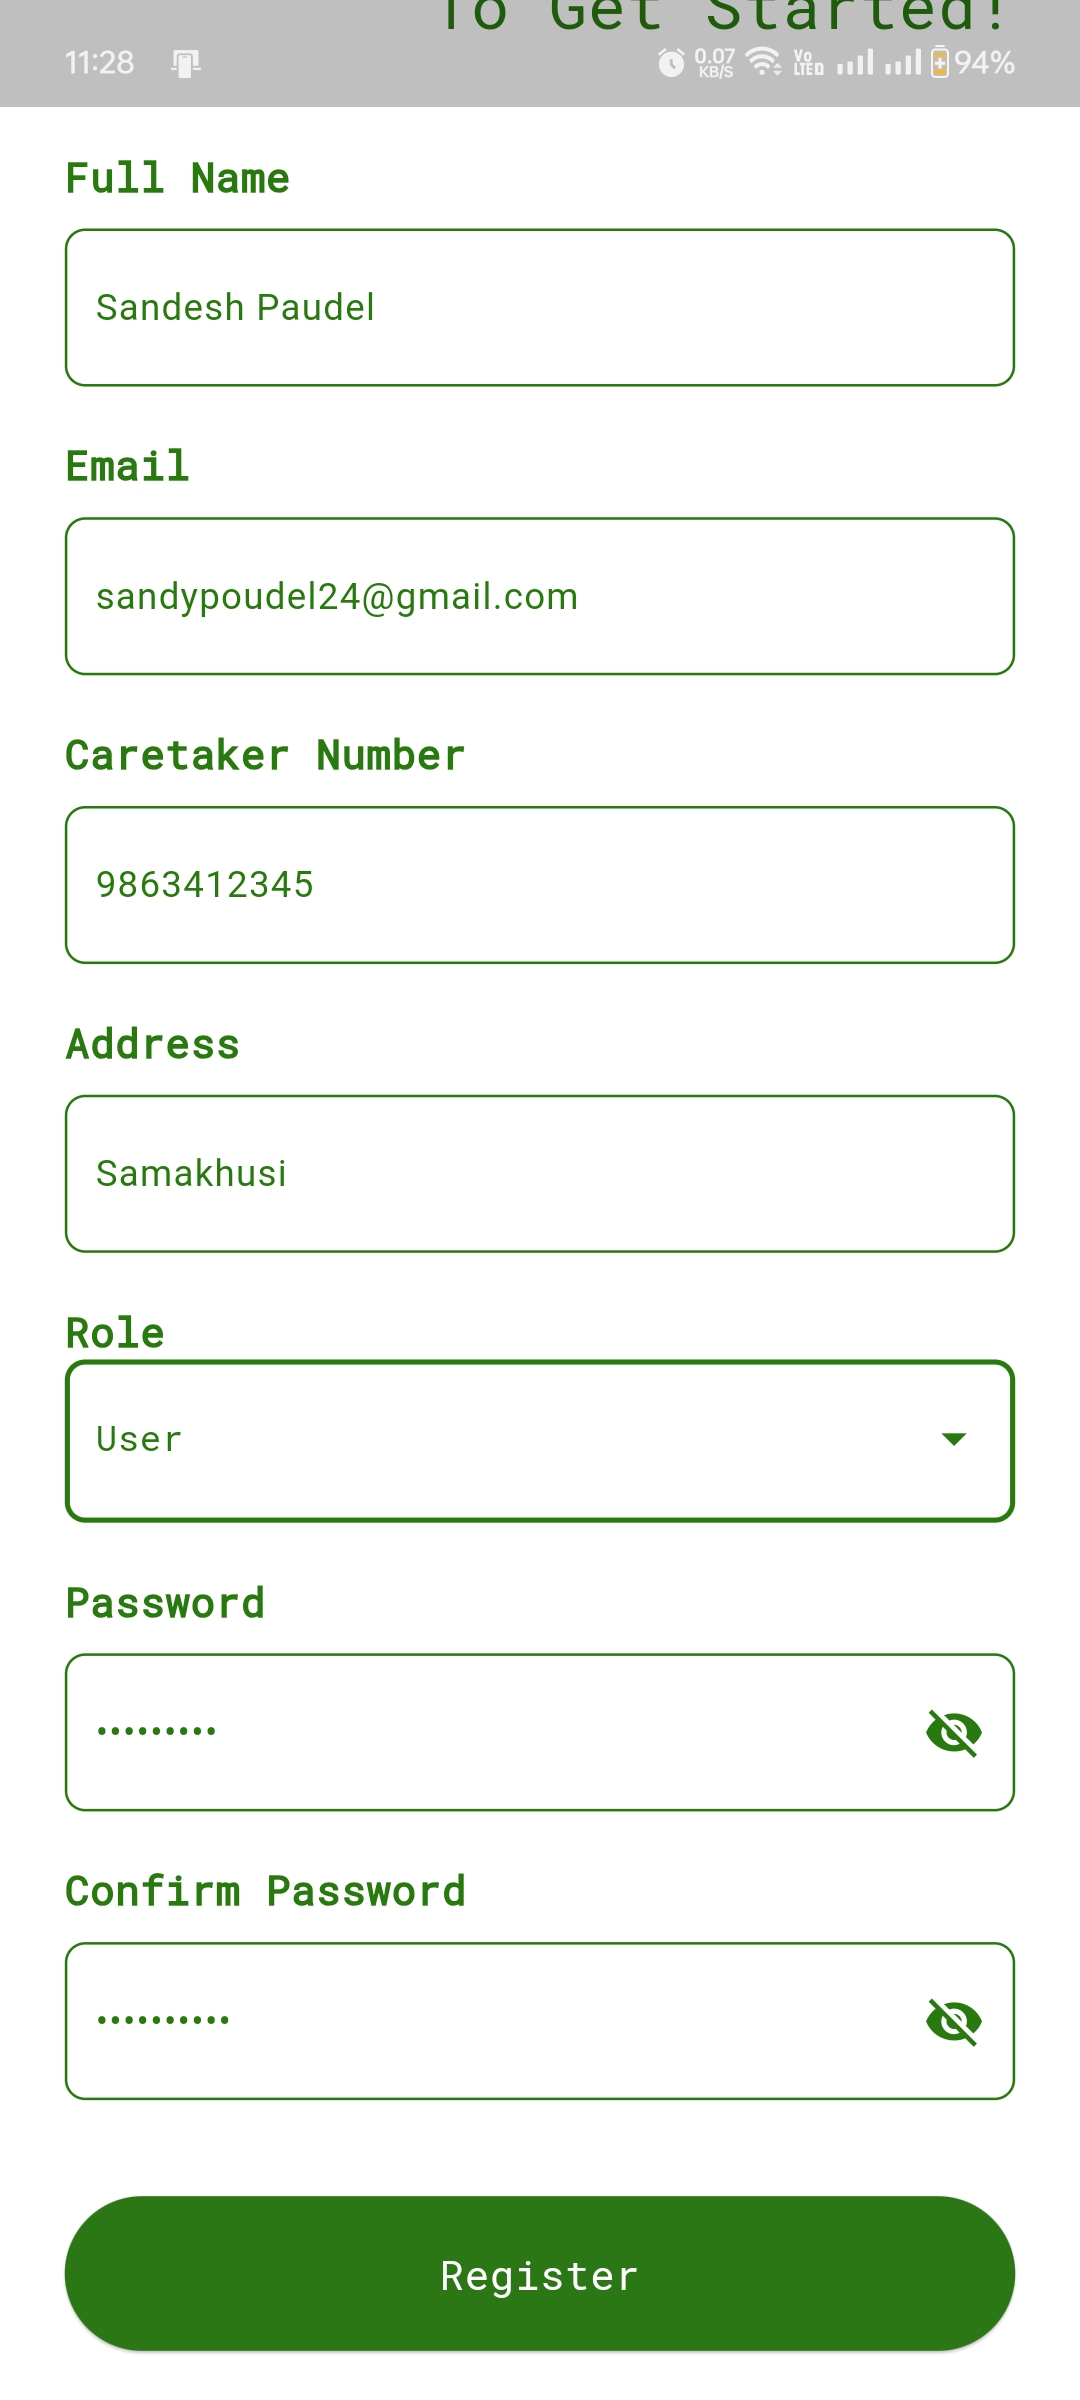 To Get Started!
11:28 0.07 KB/S Vo LTED 94%
Full Name
Sandesh Paudel
Email
sandypoudel24@gmail.com
Caretaker Number
9863412345
Address
Samakhusi
Role
User
Password
•••••••••
Confirm Password
••••••••••
Register